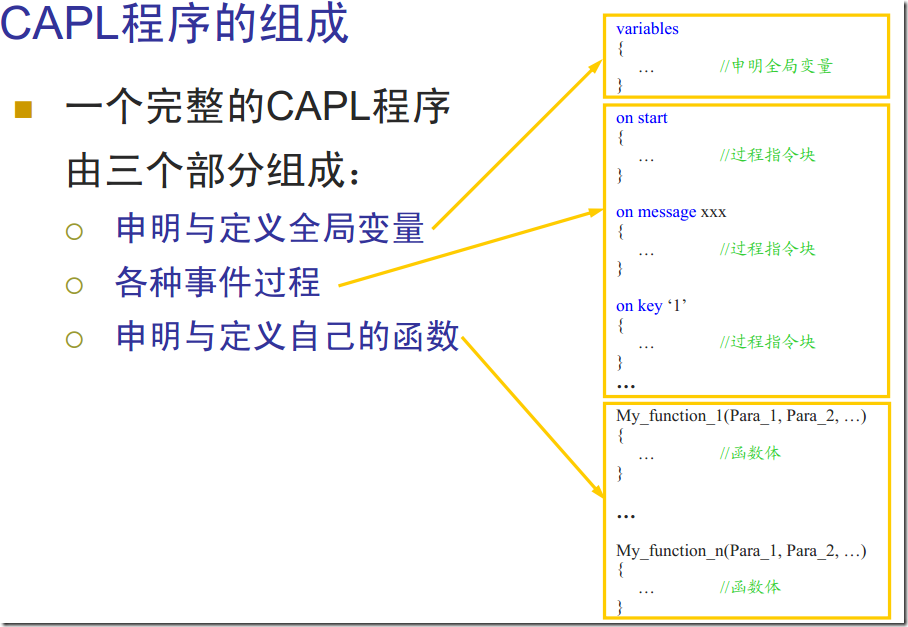 CAPL程序的组成
一个完整的CAPL程序
由三个部分组成：
申明与定义全局变量
各种事件过程
申明与定义自己的函数
variables
{
… //申明全局变量
}
on start
{
… //过程指令块
}
on message xxx
{
… //过程指令块
}
on key ‘1’
{
… //过程指令块
}
…
My_function_1(Para_1, Para_2, …)
{
… //函数体
}
…
My_function_n(Para_1, Para_2, …)
{
… //函数体
}